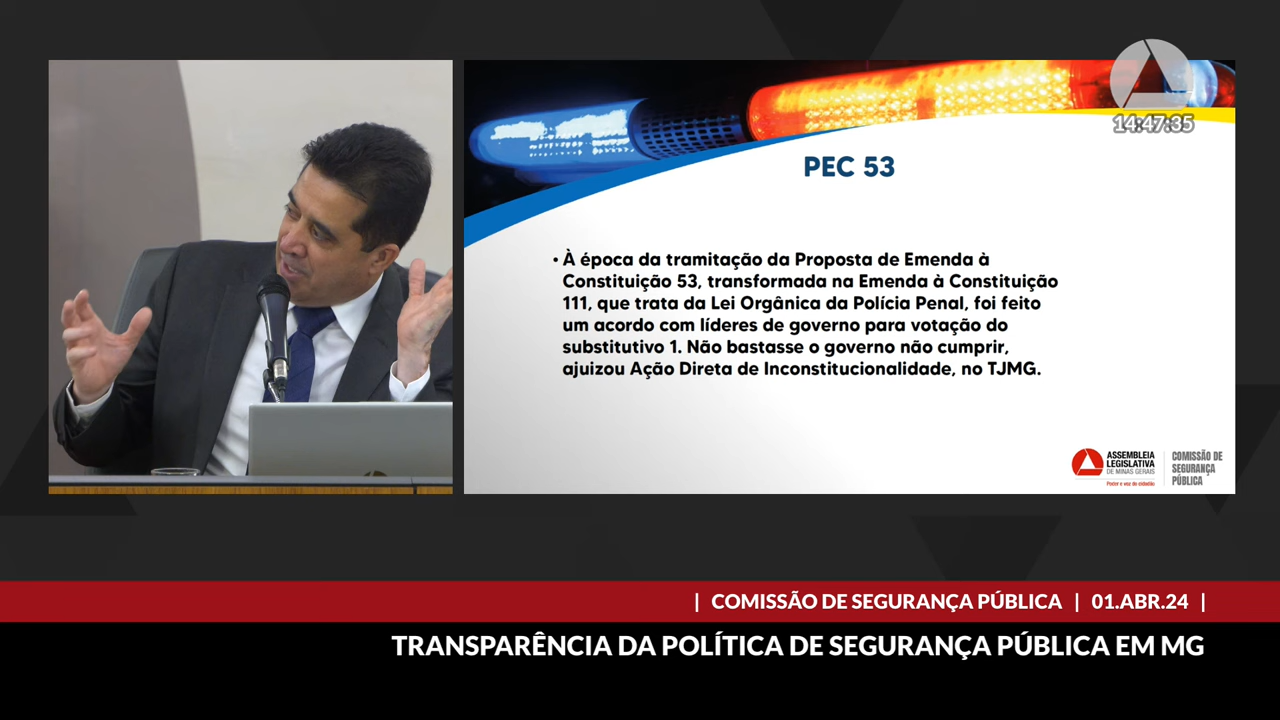 14:47:35
PEC 53
• À época da tramitação da Proposta de Emenda à
Constituição 53, transformada na Emenda à Constituição
111, que trata da Lei Orgânica da Polícia Penal, foi feito
um acordo com líderes de governo para votação do
substitutivo 1. Não bastasse o governo não cumprir,
ajuizou Ação Direta de Inconstitucionalidade, no TJMG.
ASSEMBLEIA
LEGISLATIVA
DE MINAS GERAIS
Poder e voz do cidadão
COMISSÃO DE
SEGURANÇA
PÚBLICA
| COMISSÃO DE SEGURANÇA PÚBLICA | 01.ABR.24 |
TRANSPARÊNCIA DA POLÍTICA DE SEGURANÇA PÚBLICA EM MG